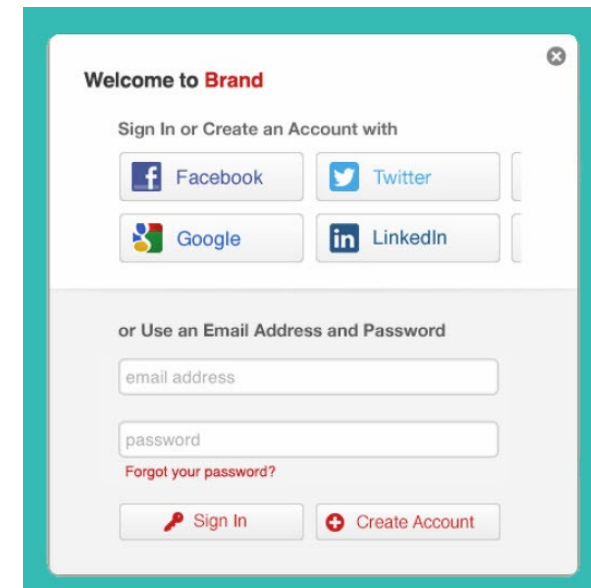 Welcome to Brand
Sign In or Create an Account with
Facebook
Twitter
Google
LinkedIn
or Use an Email Address and Password
email address
password
Forgot your password?
Sign In
Create Account